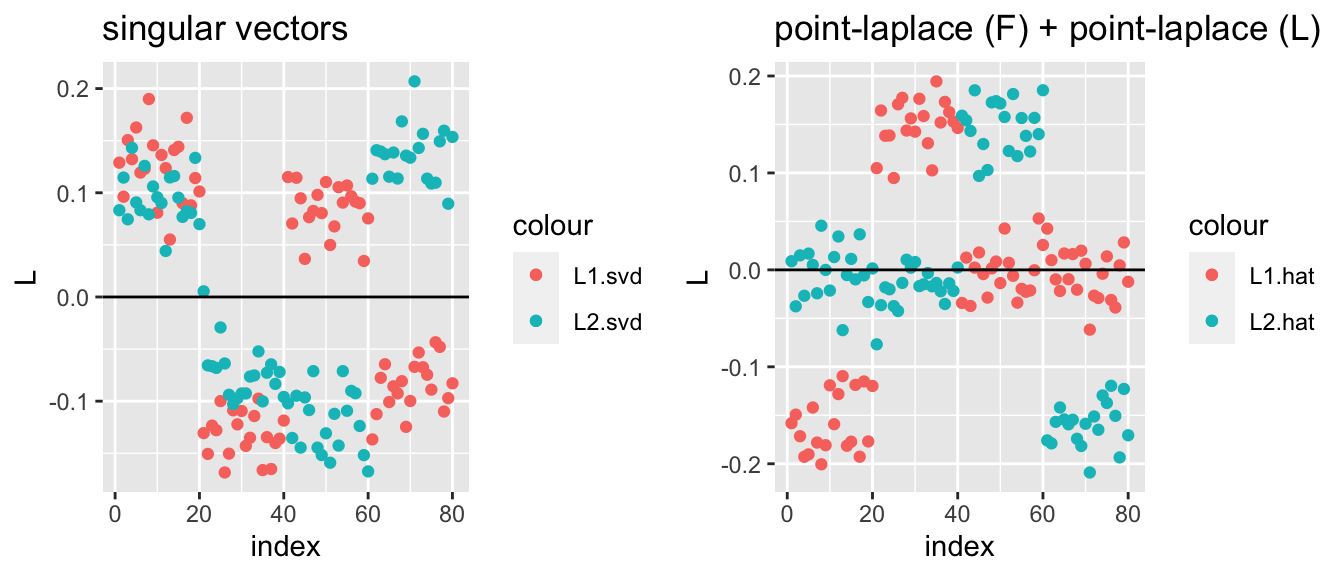 singular vectors
0.2
0.1
0.0
-0.1
L
0
20
40
60
80
index
colour
L1.svd
L2.svd
point-laplace (F) + point-laplace (L)
0.2
0.1
0.0
-0.1
-0.2
L
0
20
40
60
80
index
colour
L1.hat
L2.hat